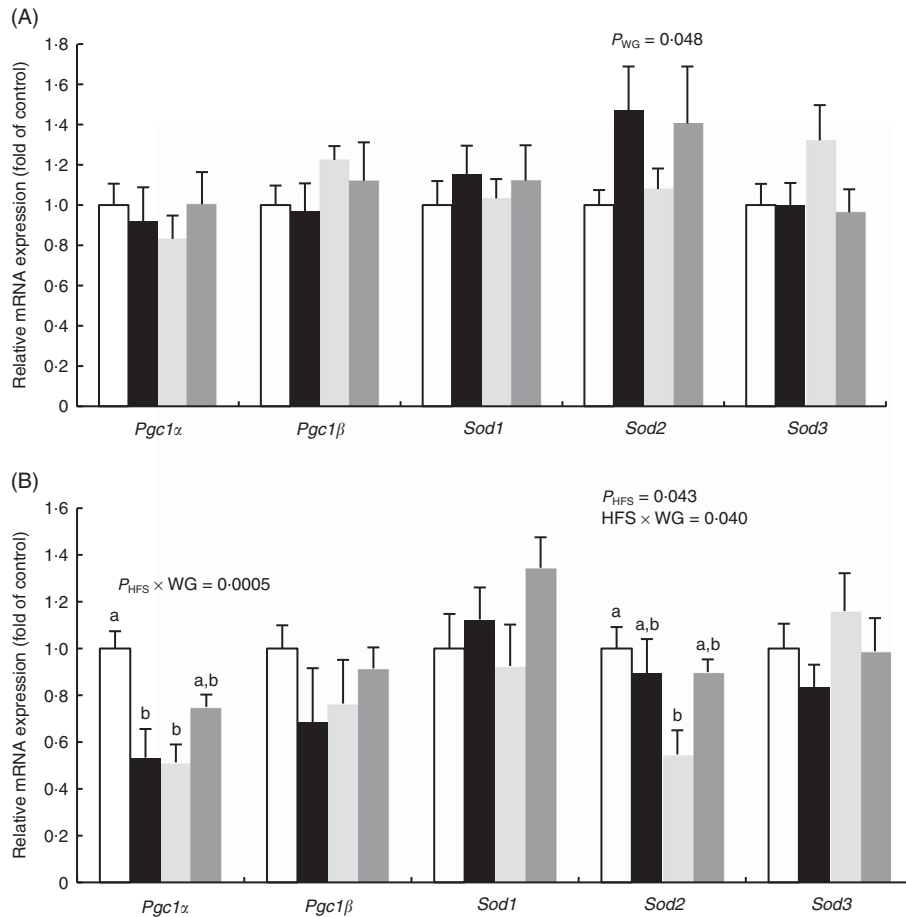 (A)
1·8
1·6
1·4
1·2
1·0
0·8
0·6
0·4
0·2
0
Relative mRNA expression (fold of control)
P_WG = 0·048
Pgc1α Pgc1β Sod1 Sod2 Sod3
(B)
1·6
1·4
1·2
1·0
0·8
0·6
0·4
0·2
0
Relative mRNA expression (fold of control)
P_HFS = 0·043
HFS × WG = 0·040
P_HFS × WG = 0·0005
a b b a,b
a a,b b a,b
Pgc1α Pgc1β Sod1 Sod2 Sod3